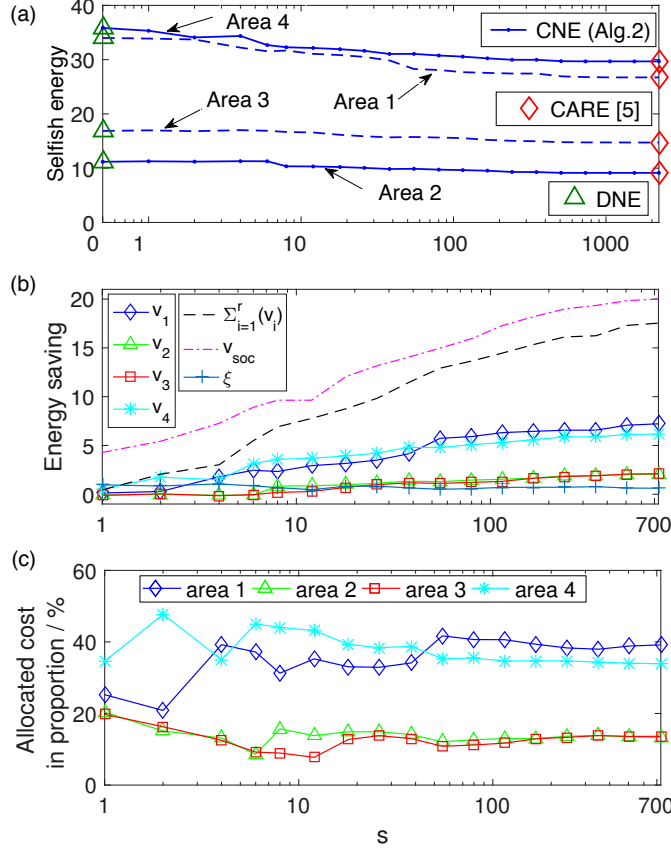 (a)
Selfish energy
40
30
20
10
0
Area 4
Area 1
Area 3
Area 2
CNE (Alg.2)
CARE [5]
DNE
0 1 10 100 1000
(b)
Energy saving
20
15
10
5
0
v1
v2
v3
v4
Σ^r_{i=1}(v_i)
v_soc
ξ
1 10 100 700
(c)
Allocated cost
in proportion / %
60
40
20
0
area 1 area 2 area 3 area 4
1 10 100 700
s